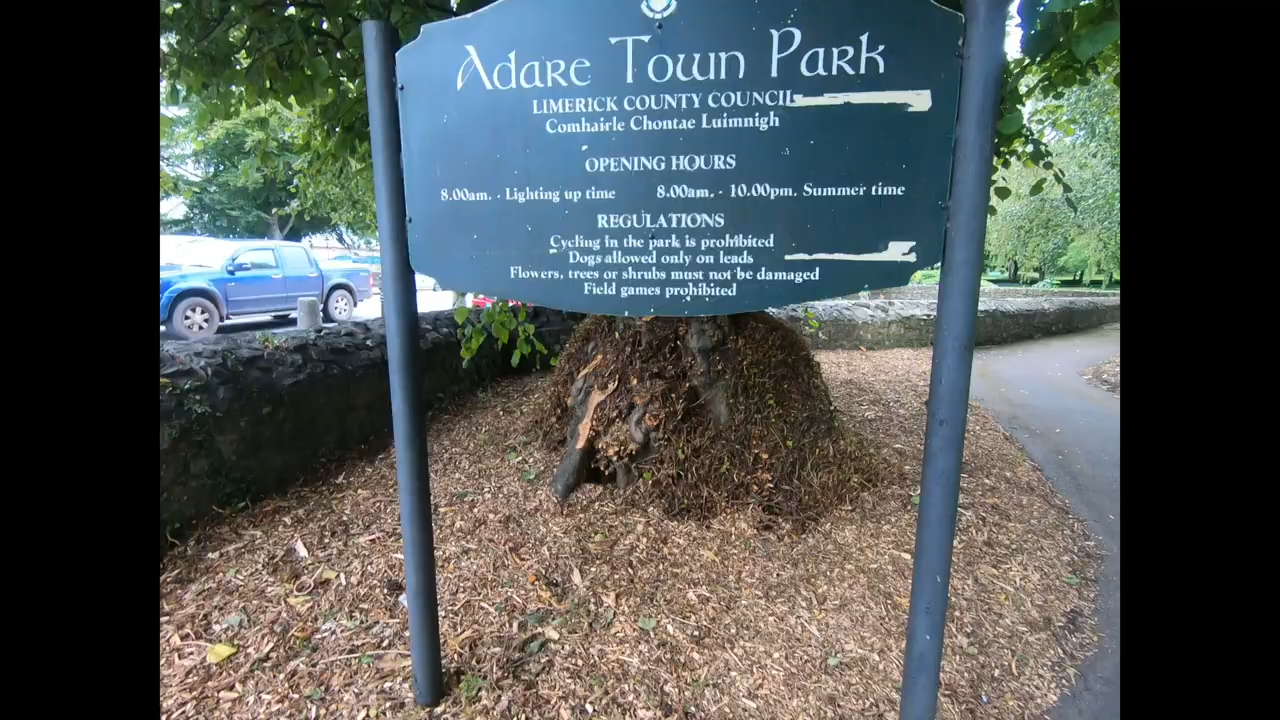 Adare Town Park
LIMERICK COUNTY COUNCIL
Comhairle Chontae Luimnigh
OPENING HOURS
8.00am. - Lighting up time 8.00am. - 10.00pm. Summer time
REGULATIONS
Cycling in the park is prohibited
Dogs allowed only on leads
Flowers, trees or shrubs must not be damaged
Field games prohibited